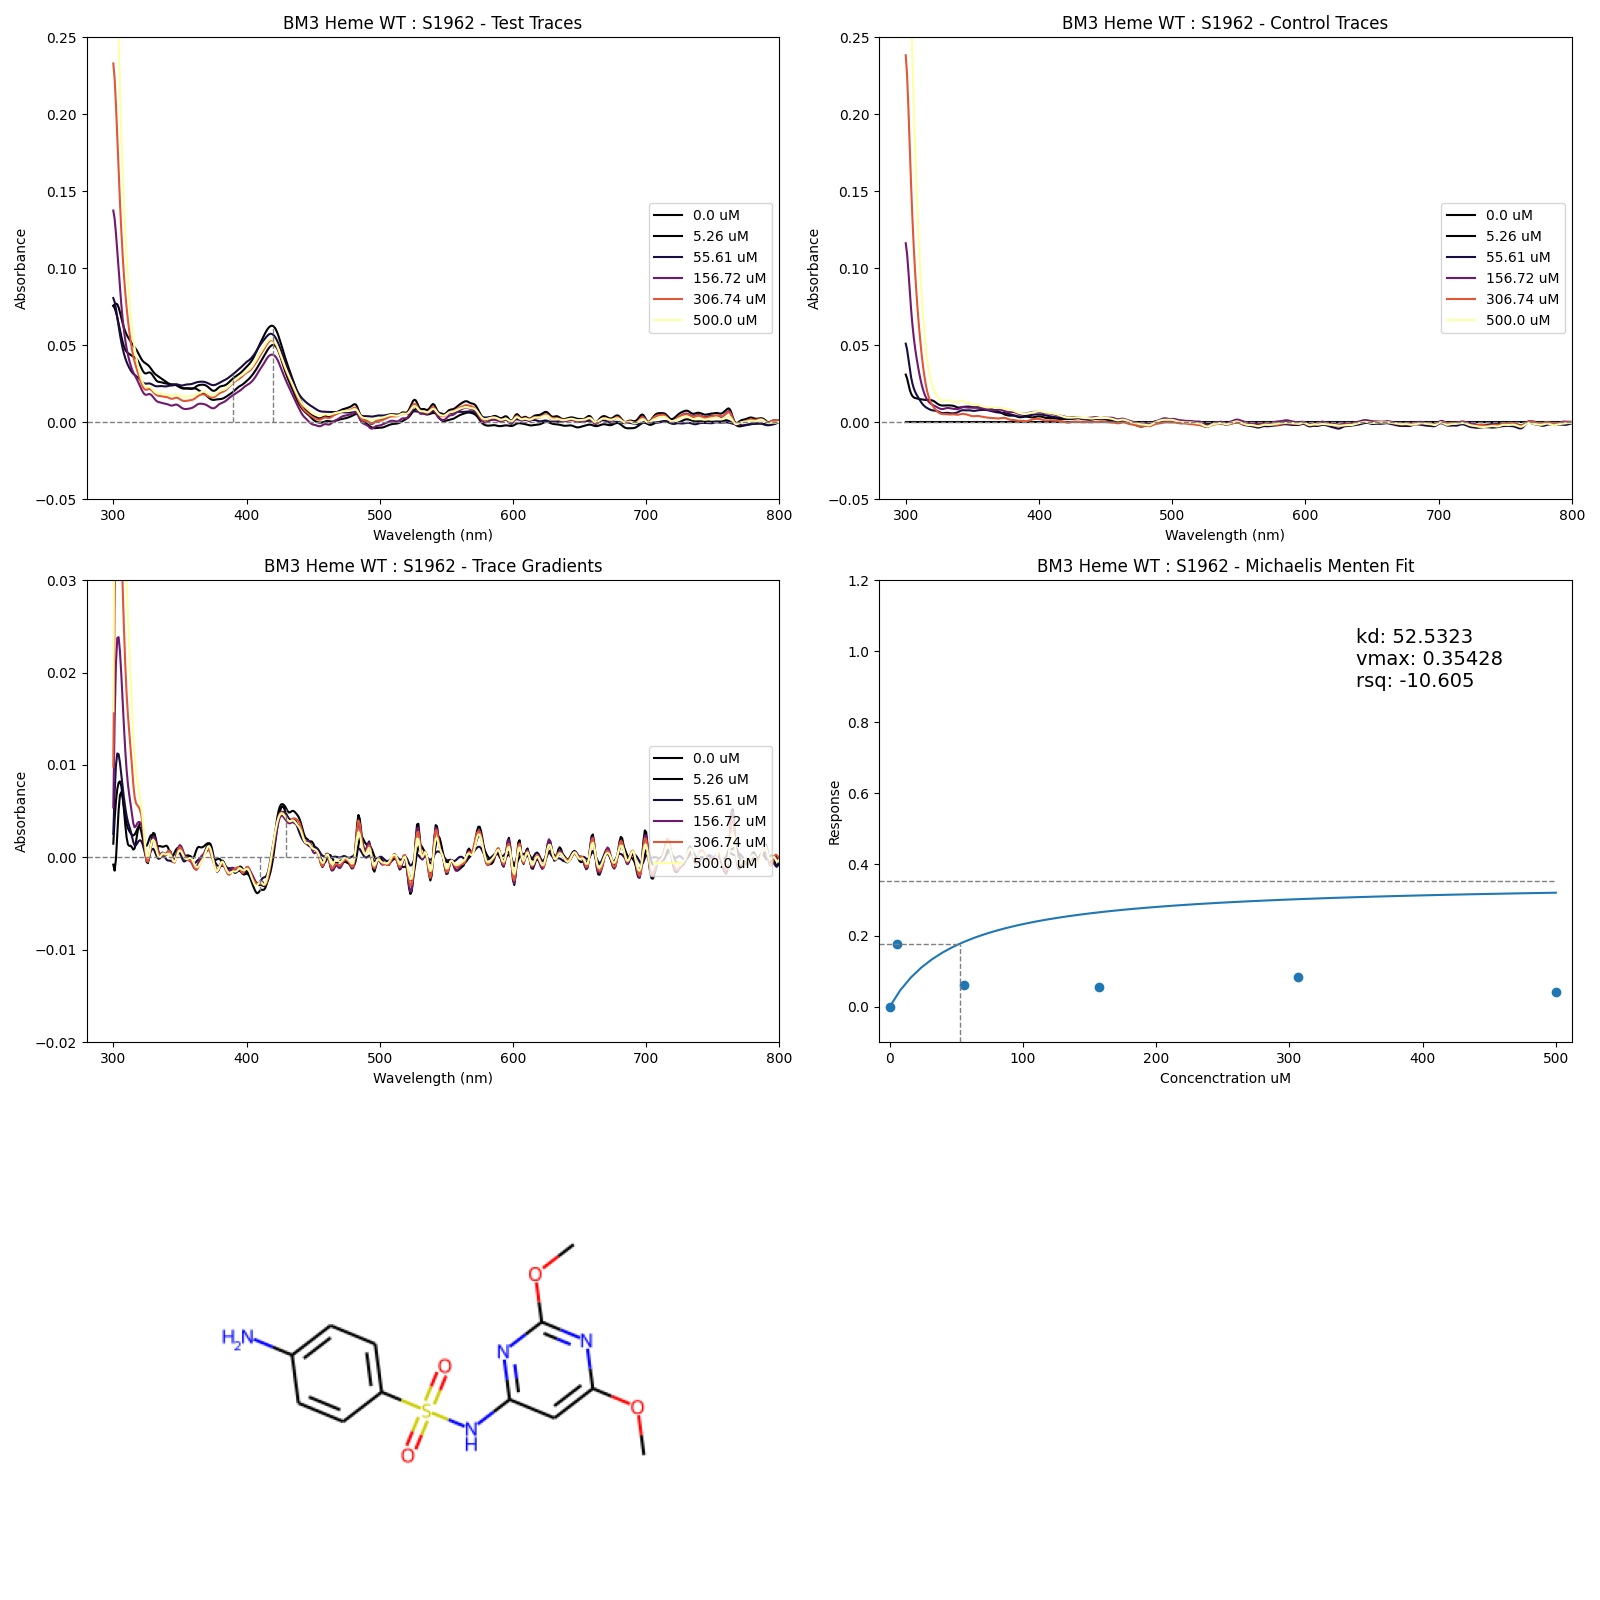 BM3 Heme WT : S1962 - Test Traces
0.25
0.20
0.15
0.10
0.05
0.00
−0.05
Absorbance
0.0 uM
5.26 uM
55.61 uM
156.72 uM
306.74 uM
500.0 uM
300 400 500 600 700 800
Wavelength (nm)
BM3 Heme WT : S1962 - Control Traces
0.25
0.20
0.15
0.10
0.05
0.00
−0.05
Absorbance
0.0 uM
5.26 uM
55.61 uM
156.72 uM
306.74 uM
500.0 uM
300 400 500 600 700 800
Wavelength (nm)
BM3 Heme WT : S1962 - Trace Gradients
0.03
0.02
0.01
0.00
−0.01
−0.02
Absorbance
0.0 uM
5.26 uM
55.61 uM
156.72 uM
306.74 uM
500.0 uM
300 400 500 600 700 800
Wavelength (nm)
BM3 Heme WT : S1962 - Michaelis Menten Fit
1.2
1.0
0.8
0.6
0.4
0.2
0.0
Response
kd: 52.5323
vmax: 0.35428
rsq: -10.605
0 100 200 300 400 500
Concenctration uM
O
H2N
N
N
O
S
O
NH
O